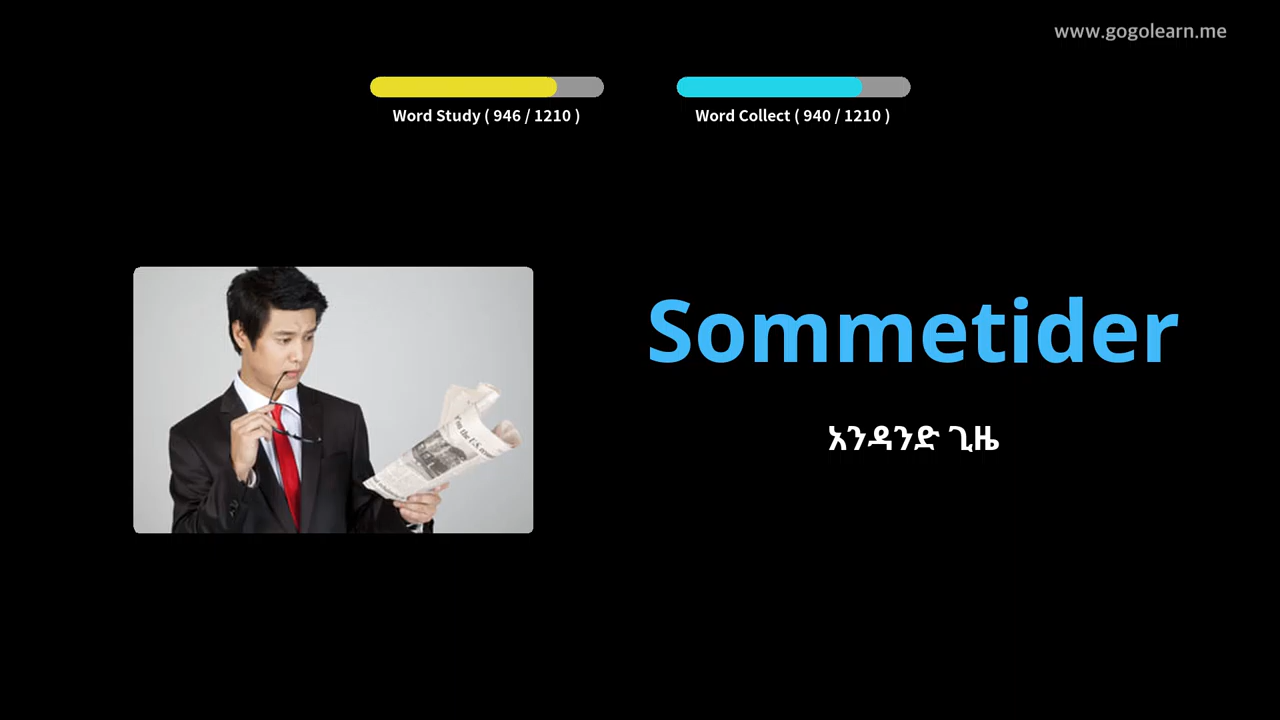 www.gogolearn.me
Word Study ( 946 / 1210 )
Word Collect ( 940 / 1210 )
Sommetider
አንዳንድ ጊዜ